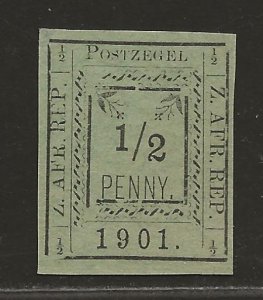 1/2 POSTZEGEL 1/2
Z. AFR. REP.
1/2
PENNY.
Z. AFR. REP
1/2 1901. 1/2